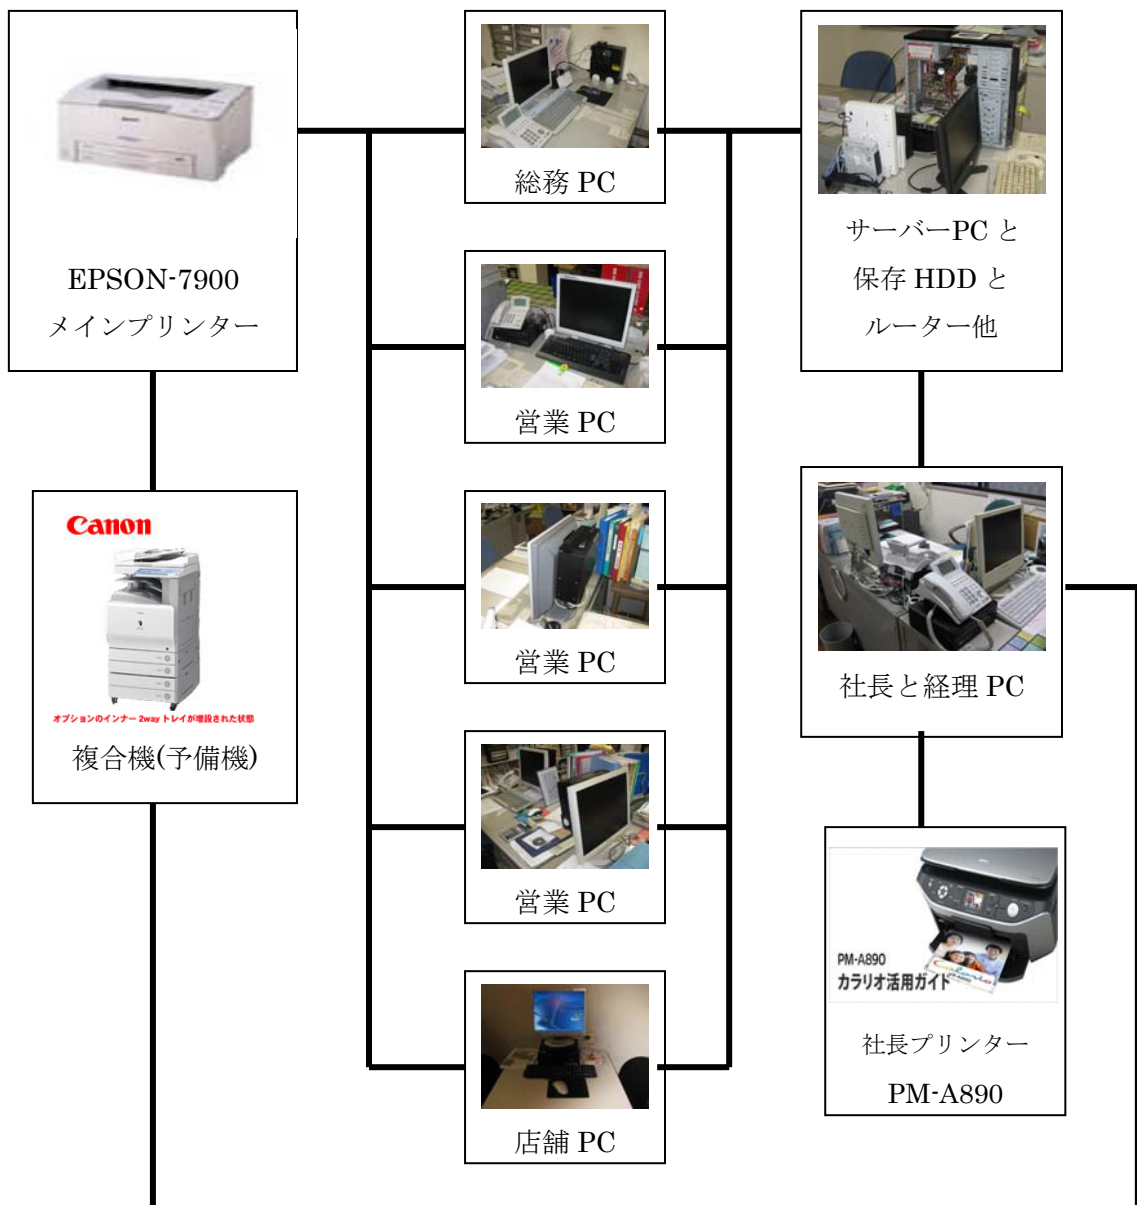 EPSON-7900
メインプリンター
Canon
オプションのインナー 2way トレイが増設された状態
複合機(予備機)
総務 PC
営業 PC
営業 PC
営業 PC
店舗 PC
サーバーPC と
保存 HDD と
ルーター他
社長と経理 PC
PM-A890
カラリオ活用ガイド
社長プリンター
PM-A890